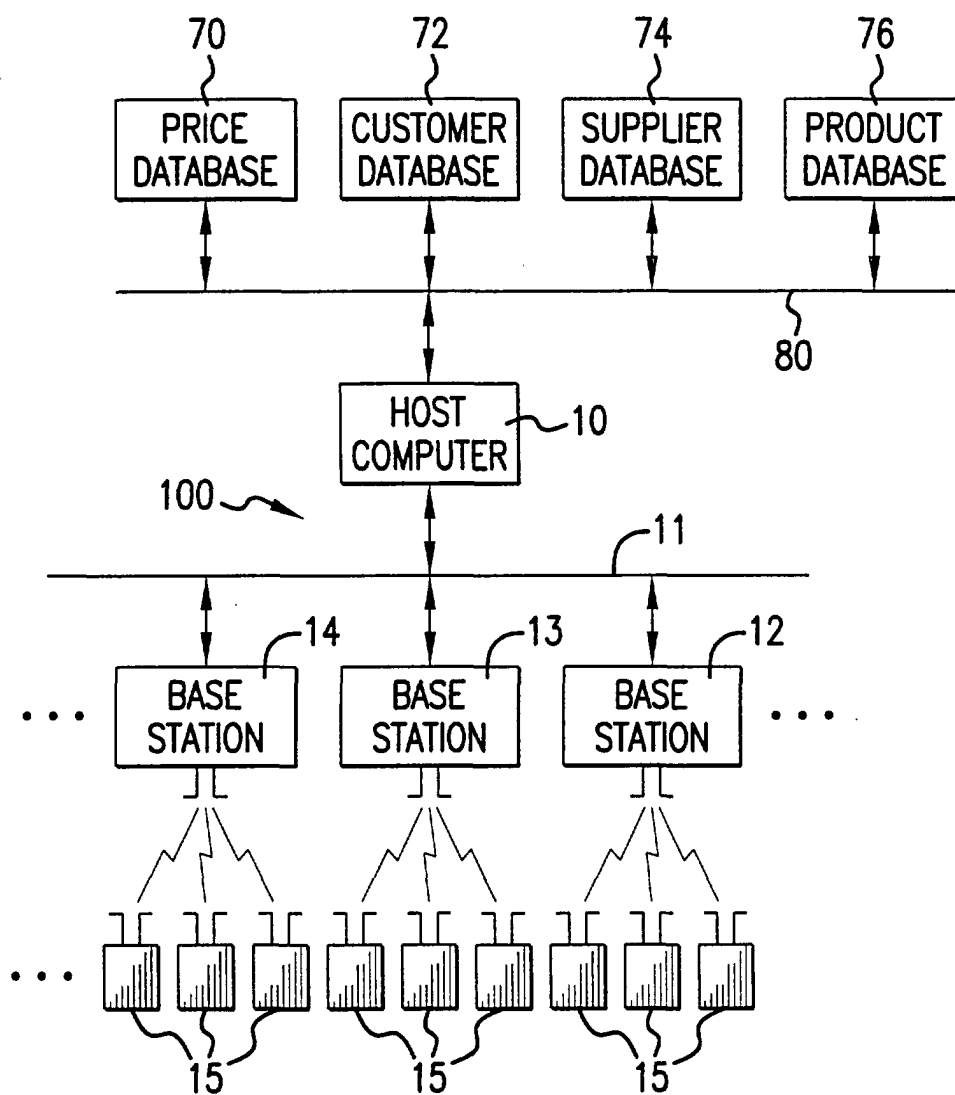 70 72 74 76
PRICE DATABASE
CUSTOMER DATABASE
SUPPLIER DATABASE
PRODUCT DATABASE
80
HOST COMPUTER
10
100
11
14 13 12
BASE STATION
BASE STATION
BASE STATION
15 15 15